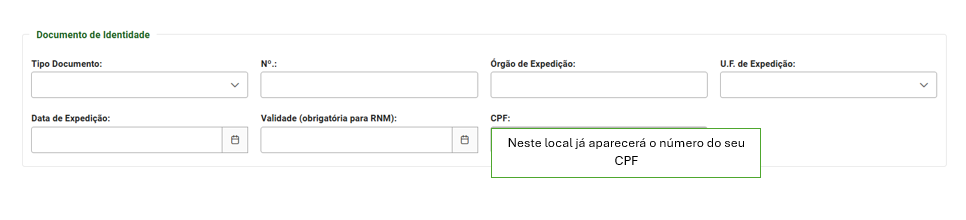 Documento de Identidade
Tipo Documento:
Nº.:
Órgão de Expedição:
U.F. de Expedição:
Data de Expedição:
Validade (obrigatória para RNM):
CPF:
Neste local já aparecerá o número do seu
CPF